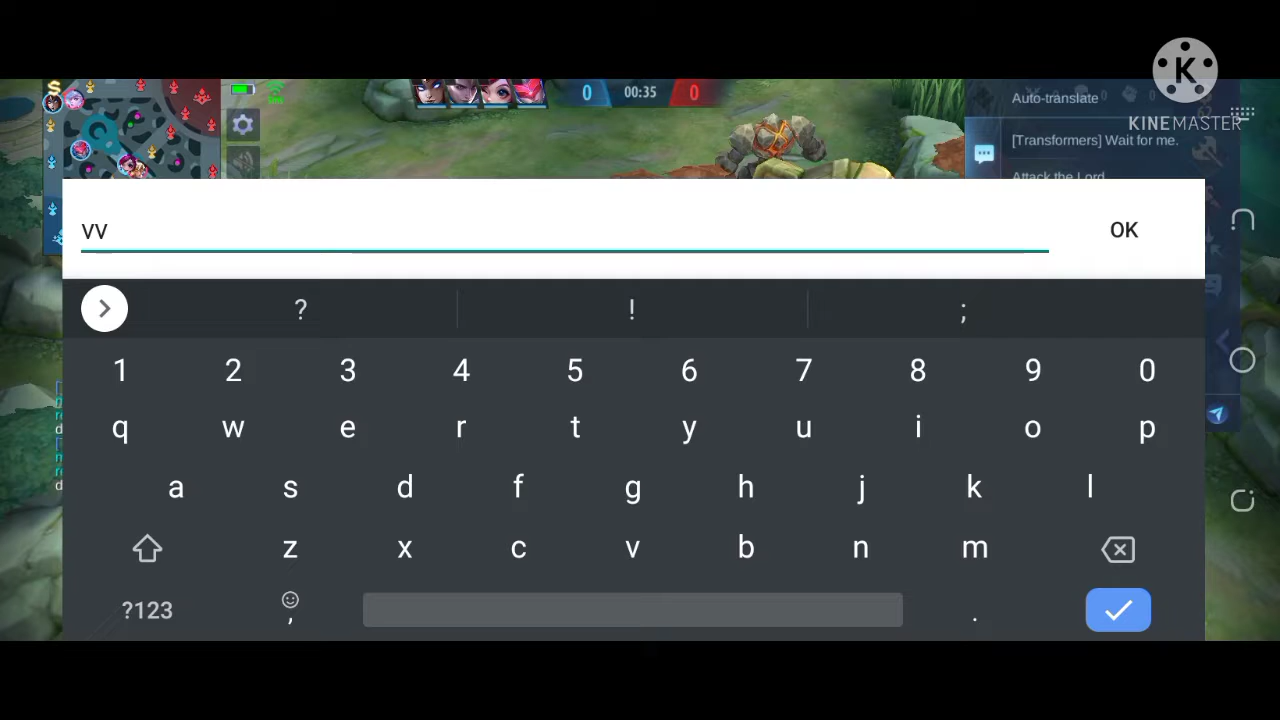 K
KINEMASTER
0 00:35 0
Auto-translate
[Transformers] Wait for me.
Attack the Lord
vv
OK
? ! ;
1 2 3 4 5 6 7 8 9 0
q w e r t y u i o p
a s d f g h j k l
z x c v b n m
?123 , .